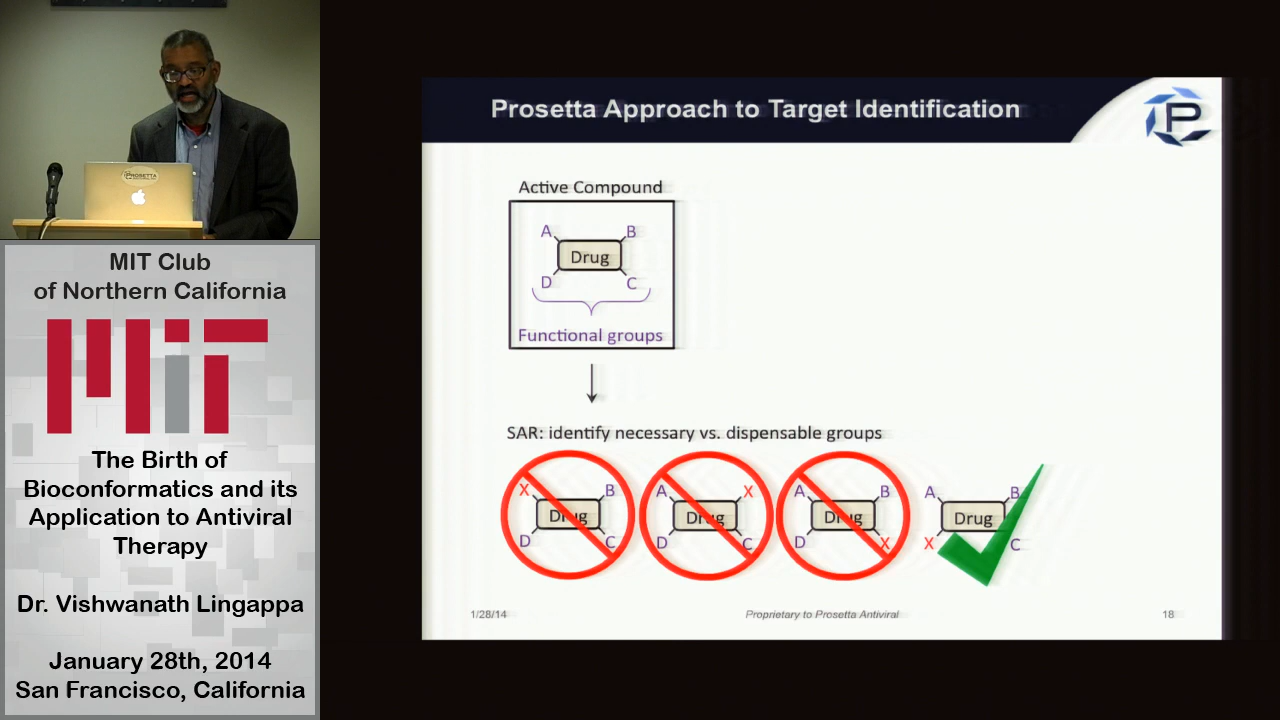 PROSETTA
MIT Club
of Northern California
MIT
The Birth of
Bioconformatics and its
Application to Antiviral
Therapy
Dr. Vishwanath Lingappa
January 28th, 2014
San Francisco, California
Prosetta Approach to Target Identification
P
Active Compound
A B
Drug
D C
Functional groups
SAR: identify necessary vs. dispensable groups
X B A X A B A B
Drug Drug Drug Drug
D C D C D X X C
1/28/14 Proprietary to Prosetta Antiviral 18